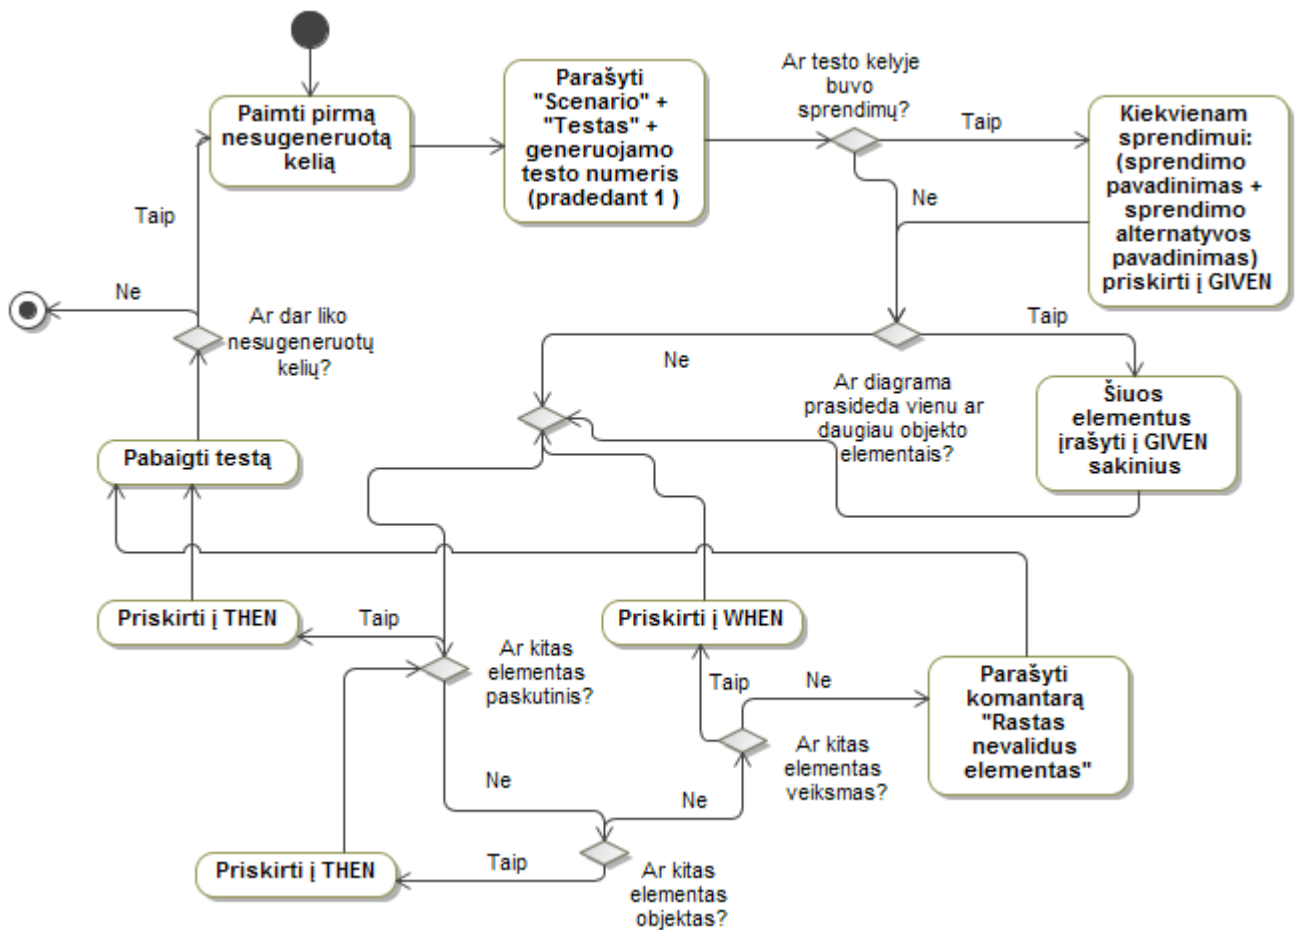 Paimti pirmą
nesugeneruotą
kelią
Parašyti
"Scenario" +
"Testas" +
generuojamo
testo numeris
(pradedant 1 )
Ar testo kelyje
buvo
sprendimų?
Taip
Kiekvienam
sprendimui:
(sprendimo
pavadinimas +
sprendimo
alternatyvos
pavadinimas)
priskirti į GIVEN
Ne
Taip
Ne
Ar dar liko
nesugeneruotų
kelių?
Taip
Ne
Ar diagrama
prasideda vienu ar
daugiau objekto
elementais?
Šiuos
elementus
įrašyti į GIVEN
sakinius
Pabaigti testą
Priskirti į THEN
Taip
Ar kitas
elementas
paskutinis?
Priskirti į WHEN
Taip
Ne
Parašyti
komantarą
"Rastas
nevalidus
elementas"
Ar kitas
elementas
veiksmas?
Ne
Ne
Priskirti į THEN
Taip
Ar kitas
elementas
objektas?